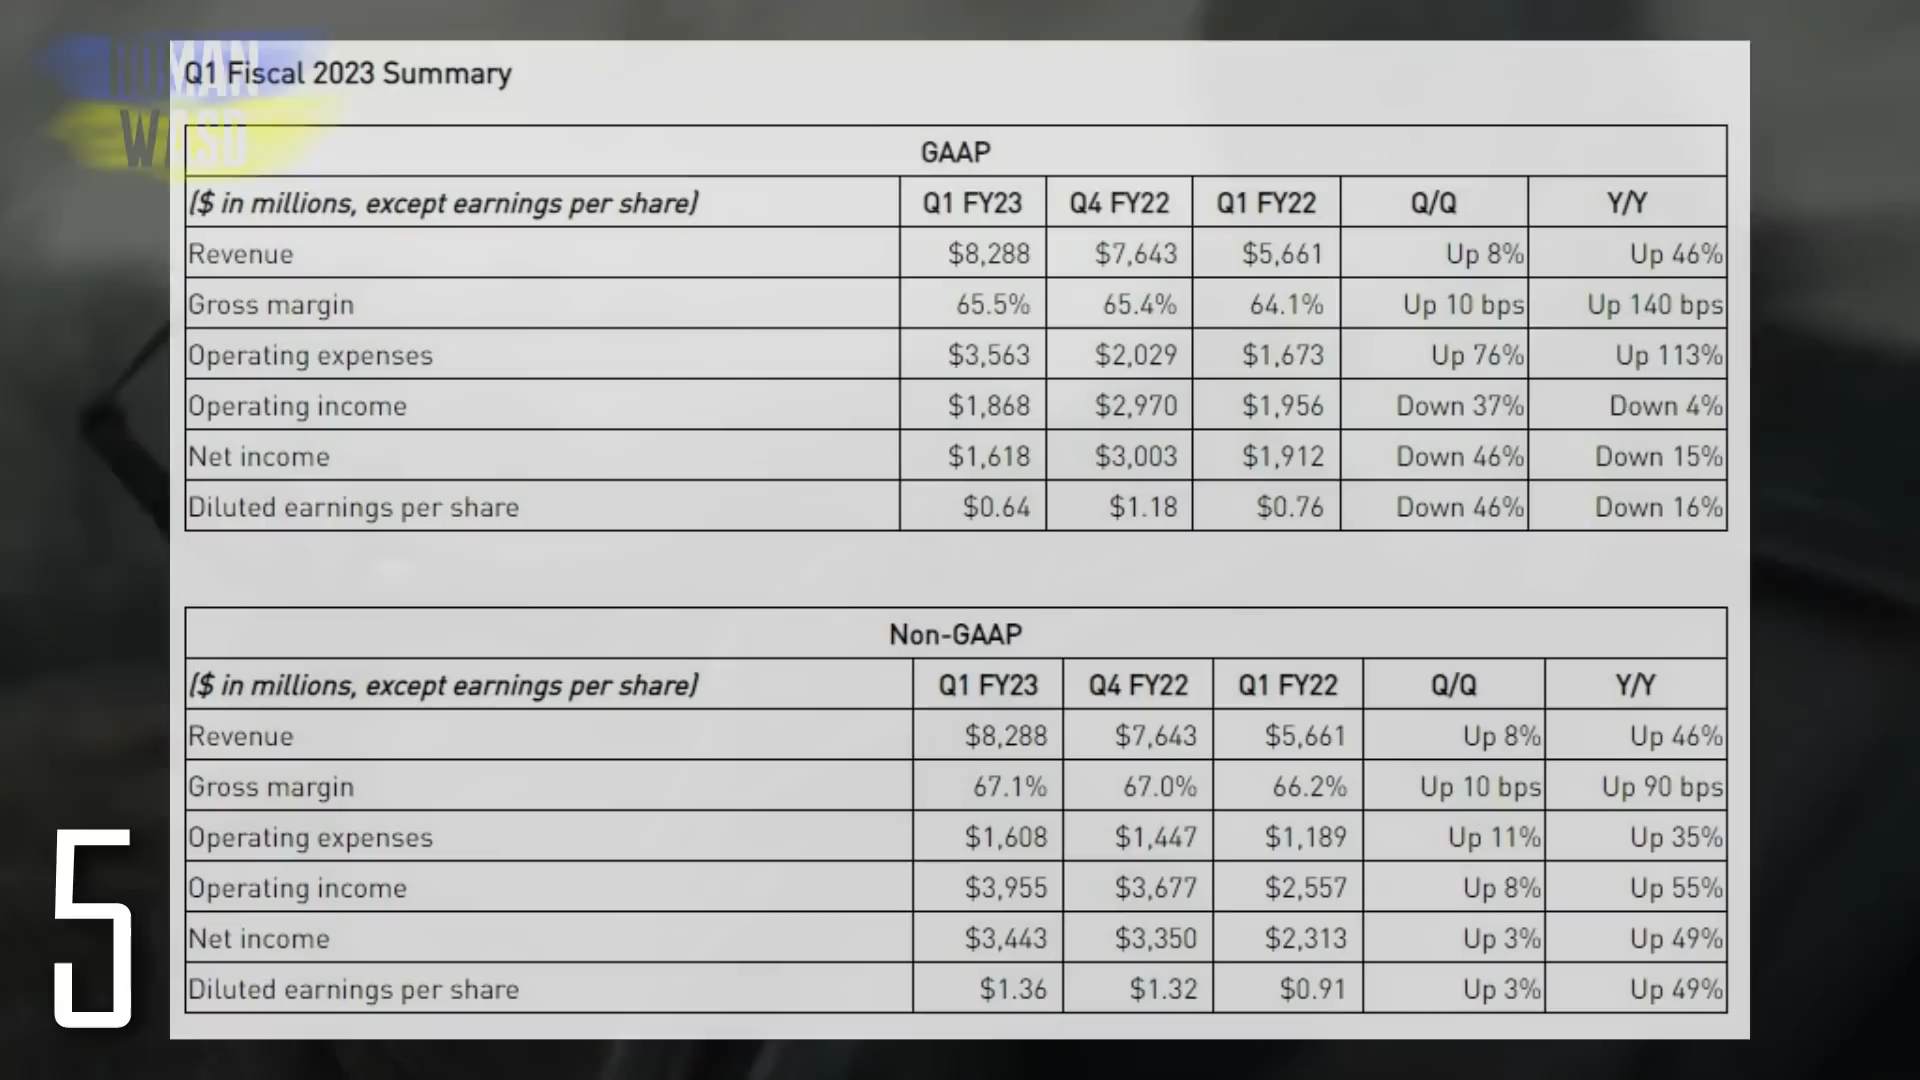 ROMAN
WASD
Q1 Fiscal 2023 Summary
GAAP
($ in millions, except earnings per share) Q1 FY23 Q4 FY22 Q1 FY22 Q/Q Y/Y
Revenue $8,288 $7,643 $5,661 Up 8% Up 46%
Gross margin 65.5% 65.4% 64.1% Up 10 bps Up 140 bps
Operating expenses $3,563 $2,029 $1,673 Up 76% Up 113%
Operating income $1,868 $2,970 $1,956 Down 37% Down 4%
Net income $1,618 $3,003 $1,912 Down 46% Down 15%
Diluted earnings per share $0.64 $1.18 $0.76 Down 46% Down 16%
Non-GAAP
($ in millions, except earnings per share) Q1 FY23 Q4 FY22 Q1 FY22 Q/Q Y/Y
Revenue $8,288 $7,643 $5,661 Up 8% Up 46%
Gross margin 67.1% 67.0% 66.2% Up 10 bps Up 90 bps
Operating expenses $1,608 $1,447 $1,189 Up 11% Up 35%
Operating income $3,955 $3,677 $2,557 Up 8% Up 55%
Net income $3,443 $3,350 $2,313 Up 3% Up 49%
Diluted earnings per share $1.36 $1.32 $0.91 Up 3% Up 49%
5